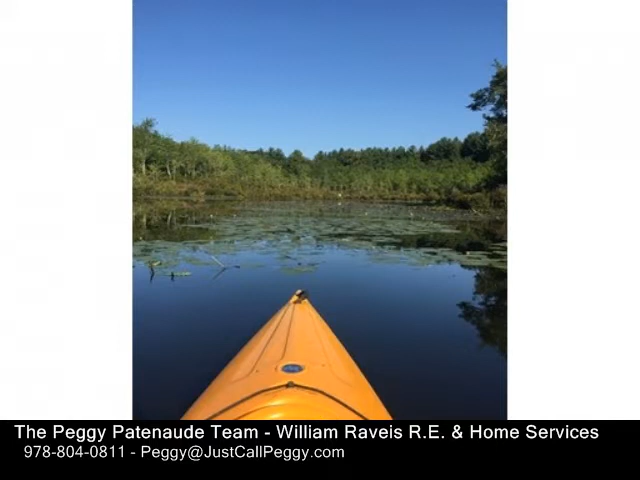 The Peggy Patenaude Team - William Raveis R.E. & Home Services
978-804-0811 - Peggy@JustCallPeggy.com